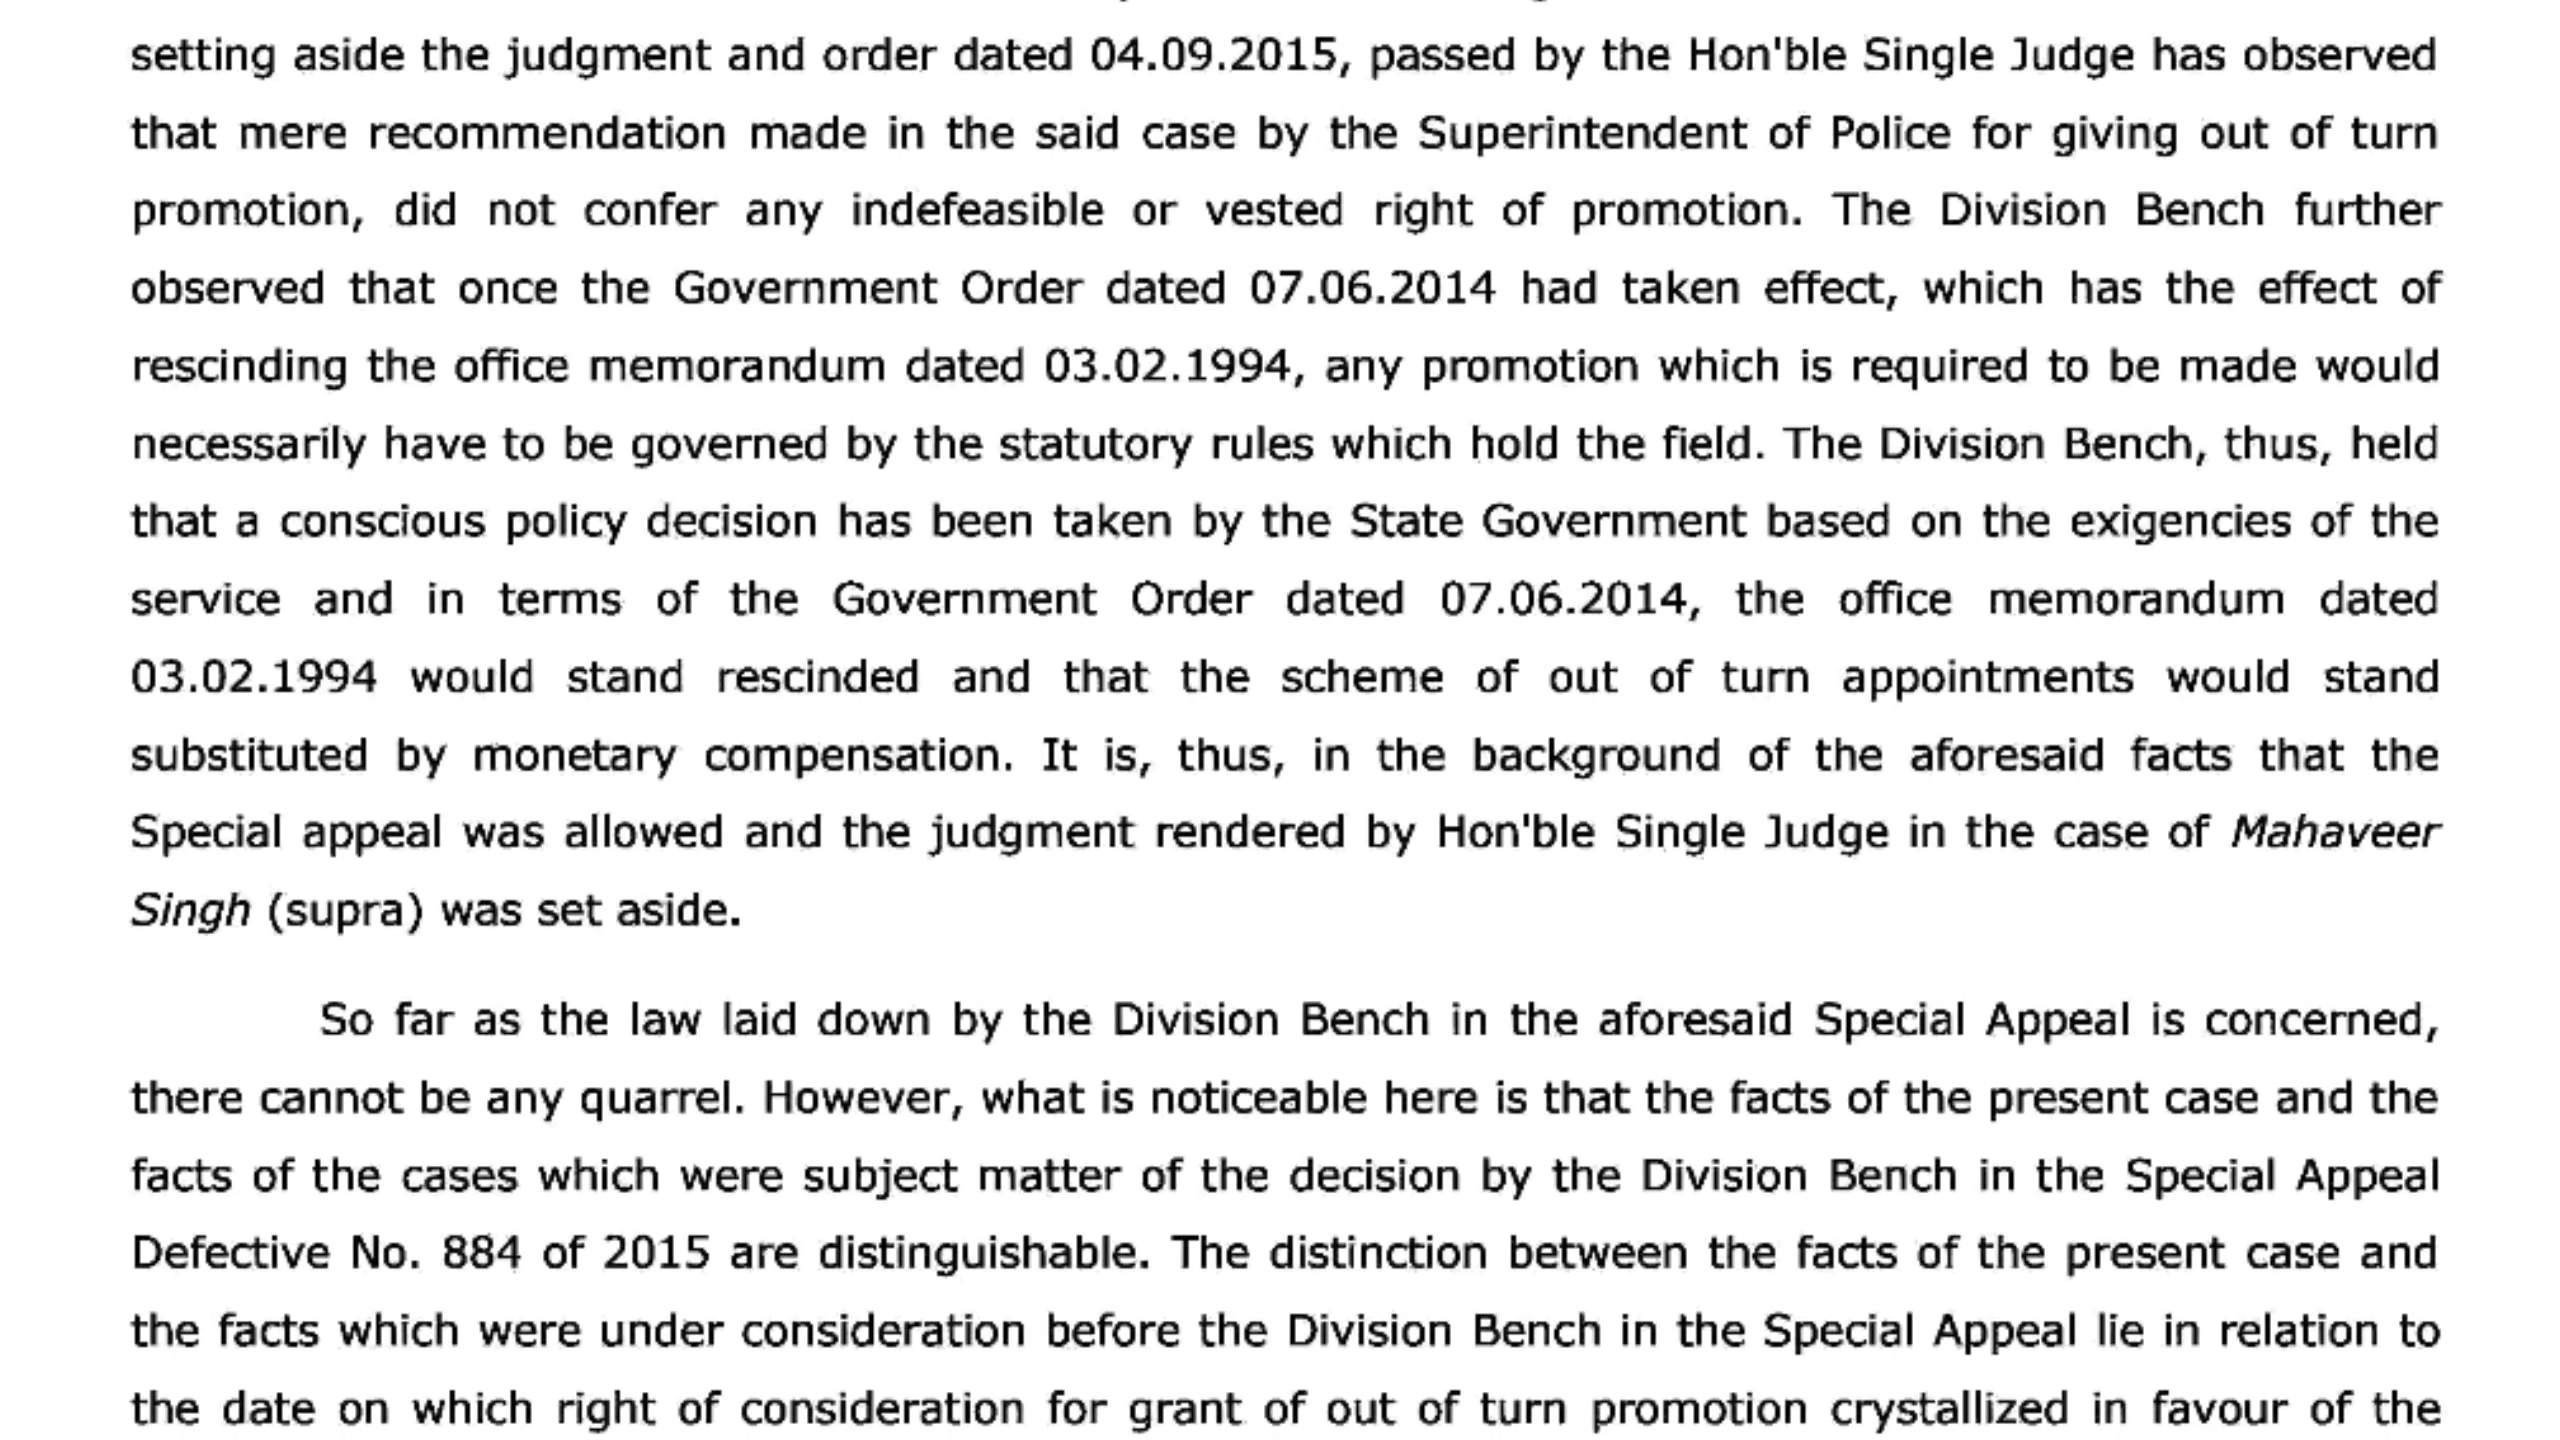 setting aside the judgment and order dated 04.09.2015, passed by the Hon'ble Single Judge has observed
that mere recommendation made in the said case by the Superintendent of Police for giving out of turn
promotion, did not confer any indefeasible or vested right of promotion. The Division Bench further
observed that once the Government Order dated 07.06.2014 had taken effect, which has the effect of
rescinding the office memorandum dated 03.02.1994, any promotion which is required to be made would
necessarily have to be governed by the statutory rules which hold the field. The Division Bench, thus, held
that a conscious policy decision has been taken by the State Government based on the exigencies of the
service and in terms of the Government Order dated 07.06.2014, the office memorandum dated
03.02.1994 would stand rescinded and that the scheme of out of turn appointments would stand
substituted by monetary compensation. It is, thus, in the background of the aforesaid facts that the
Special appeal was allowed and the judgment rendered by Hon'ble Single Judge in the case of Mahaveer
Singh (supra) was set aside.
So far as the law laid down by the Division Bench in the aforesaid Special Appeal is concerned,
there cannot be any quarrel. However, what is noticeable here is that the facts of the present case and the
facts of the cases which were subject matter of the decision by the Division Bench in the Special Appeal
Defective No. 884 of 2015 are distinguishable. The distinction between the facts of the present case and
the facts which were under consideration before the Division Bench in the Special Appeal lie in relation to
the date on which right of consideration for grant of out of turn promotion crystallized in favour of the